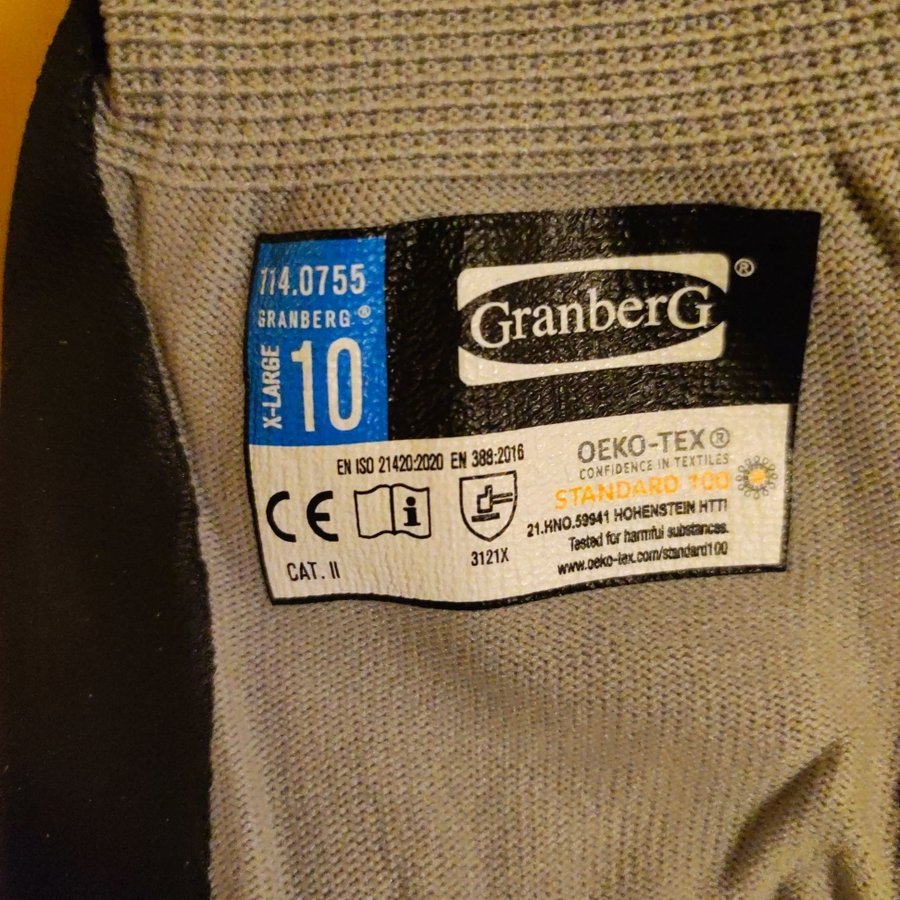 114.0755
GRANBERG ®
X-LARGE
10
GranberG ®
EN ISO 21420:2020 EN 388:2016
CE
i
CAT. II
3121X
OEKO-TEX®
CONFIDENCE IN TEXTILES
STANDARD 100
21.HNO.59941 HOHENSTEIN HTTI
Tested for harmful substances.
www.oeko-tex.com/standard100